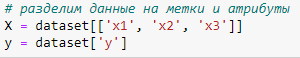 # разделим данные на метки и атрибуты
X = dataset[['x1', 'x2', 'x3']]
y = dataset['y']